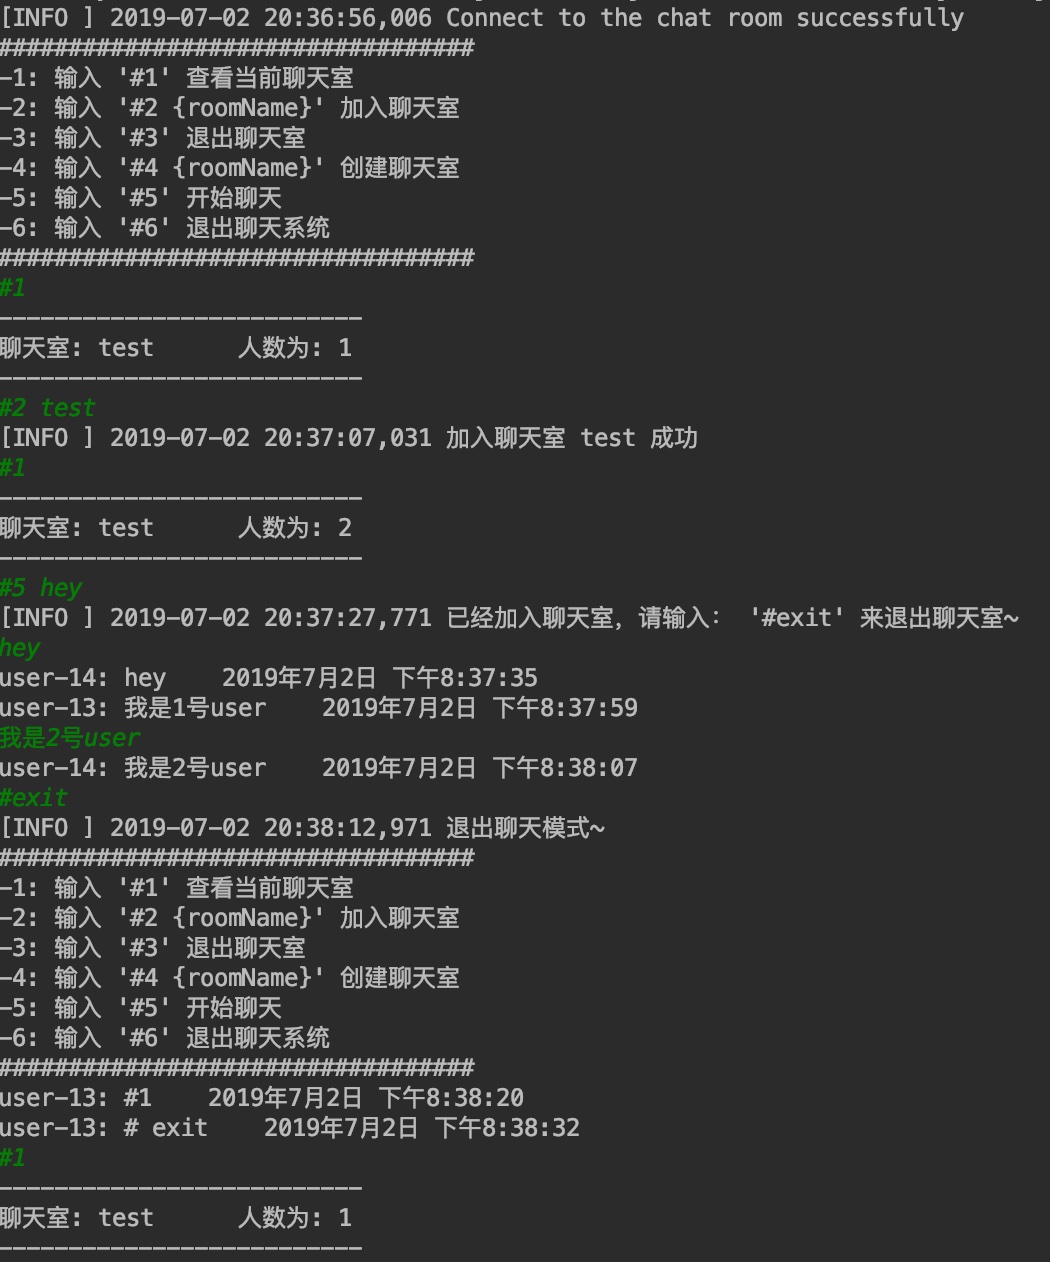 [INFO ] 2019-07-02 20:36:56,006 Connect to the chat room successfully
##################################
-1: 输入 '#1' 查看当前聊天室
-2: 输入 '#2 {roomName}' 加入聊天室
-3: 输入 '#3' 退出聊天室
-4: 输入 '#4 {roomName}' 创建聊天室
-5: 输入 '#5' 开始聊天
-6: 输入 '#6' 退出聊天系统
##################################
#1
--------------------------
聊天室: test      人数为: 1
--------------------------
#2 test
[INFO ] 2019-07-02 20:37:07,031 加入聊天室 test 成功
#1
--------------------------
聊天室: test      人数为: 2
--------------------------
#5 hey
[INFO ] 2019-07-02 20:37:27,771 已经加入聊天室，请输入： '#exit' 来退出聊天室~
hey
user-14: hey    2019年7月2日 下午8:37:35
user-13: 我是1号user    2019年7月2日 下午8:37:59
我是2号user
user-14: 我是2号user    2019年7月2日 下午8:38:07
#exit
[INFO ] 2019-07-02 20:38:12,971 退出聊天模式~
##################################
-1: 输入 '#1' 查看当前聊天室
-2: 输入 '#2 {roomName}' 加入聊天室
-3: 输入 '#3' 退出聊天室
-4: 输入 '#4 {roomName}' 创建聊天室
-5: 输入 '#5' 开始聊天
-6: 输入 '#6' 退出聊天系统
##################################
user-13: #1    2019年7月2日 下午8:38:20
user-13: # exit    2019年7月2日 下午8:38:32
#1
--------------------------
聊天室: test      人数为: 1
--------------------------